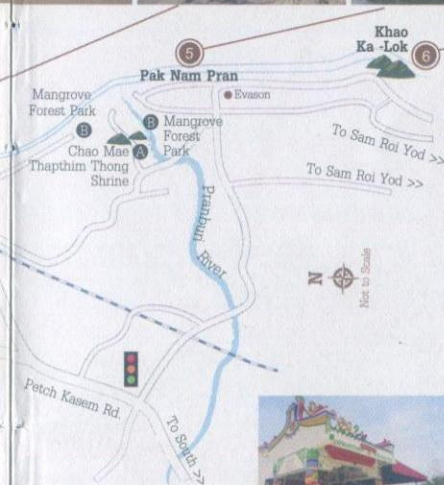 Khao
Ka -Lok
6
5
Pak Nam Pran
Evason
Mangrove
Forest Park
B
B
Mangrove
Forest
Park
A
Chao Mae
Thapthim Thong
Shrine
To Sam Roi Yod >>
To Sam Roi Yod >>
Pranburi
River
N
Not to Scale
Petch Kasem Rd.
To South >>